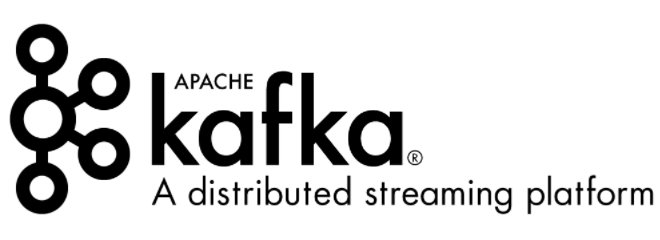 APACHE
kafka®
A distributed streaming platform